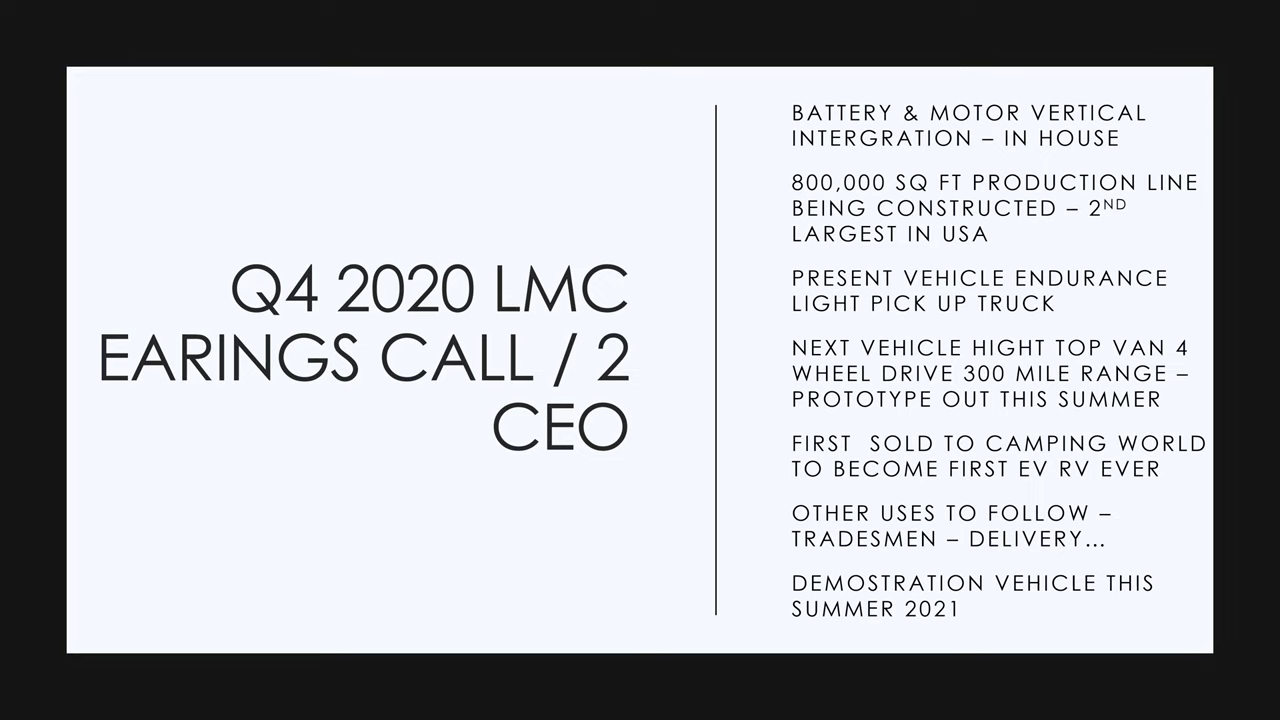 Q4 2020 LMC
EARINGS CALL / 2
CEO
BATTERY & MOTOR VERTICAL
INTERGRATION – IN HOUSE
800,000 SQ FT PRODUCTION LINE
BEING CONSTRUCTED – 2ND
LARGEST IN USA
PRESENT VEHICLE ENDURANCE
LIGHT PICK UP TRUCK
NEXT VEHICLE HIGHT TOP VAN 4
WHEEL DRIVE 300 MILE RANGE –
PROTOTYPE OUT THIS SUMMER
FIRST  SOLD TO CAMPING WORLD
TO BECOME FIRST EV RV EVER
OTHER USES TO FOLLOW –
TRADESMEN – DELIVERY...
DEMOSTRATION VEHICLE THIS
SUMMER 2021